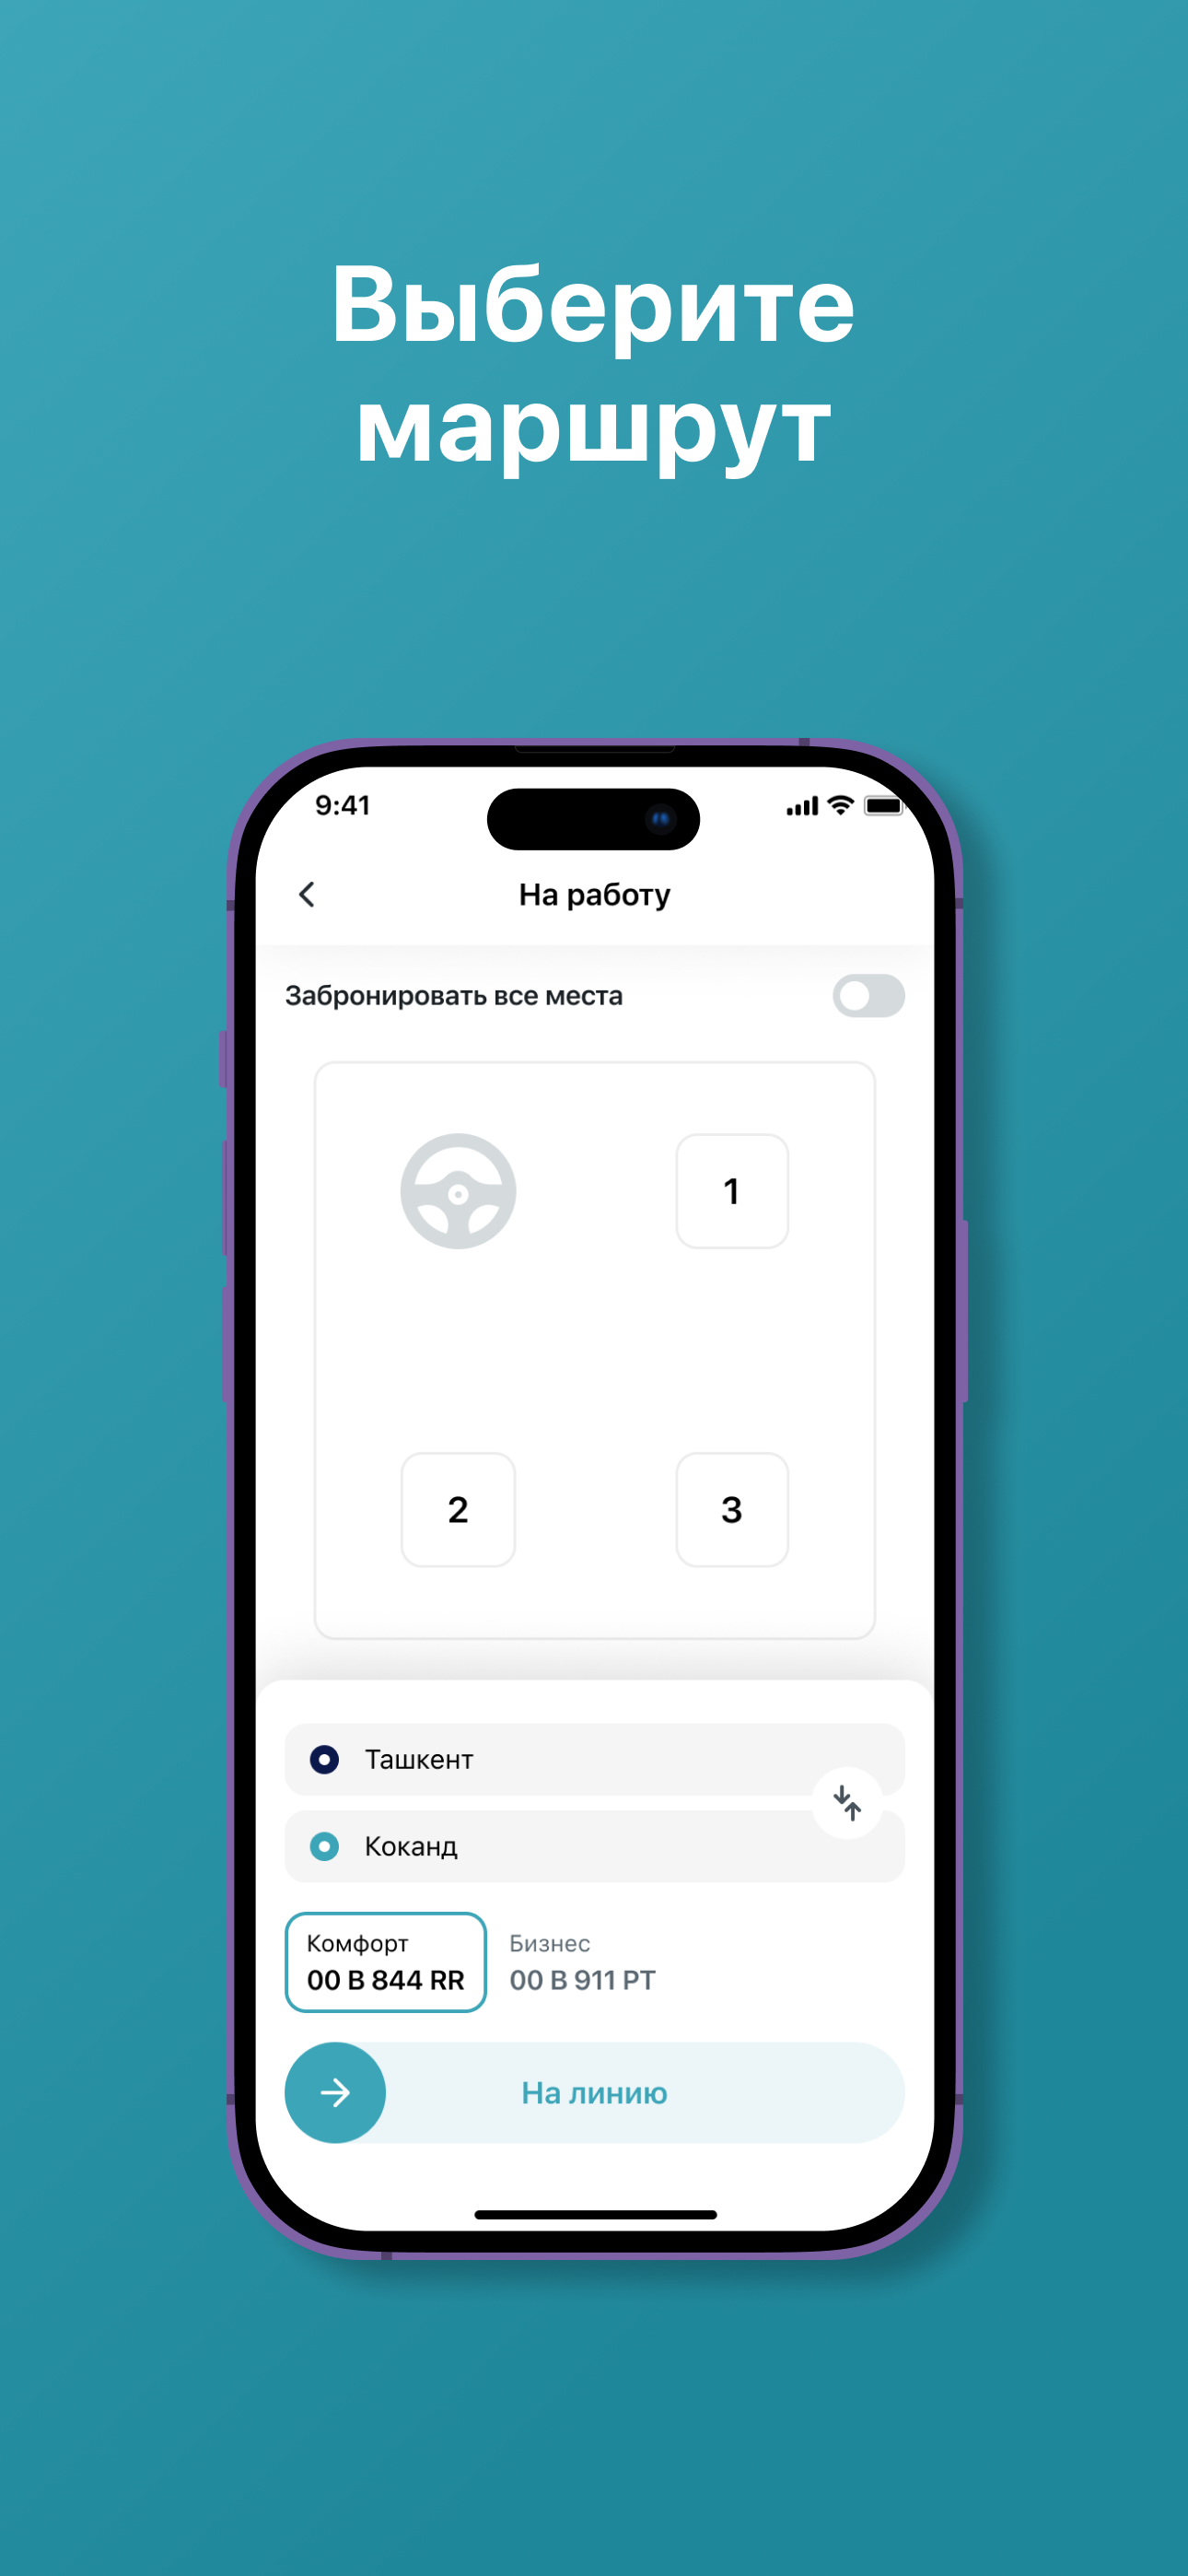 Выберите
маршрут
9:41
На работу
Забронировать все места
1
2
3
Ташкент
Коканд
Комфорт
00 B 844 RR
Бизнес
00 B 911 PT
На линию